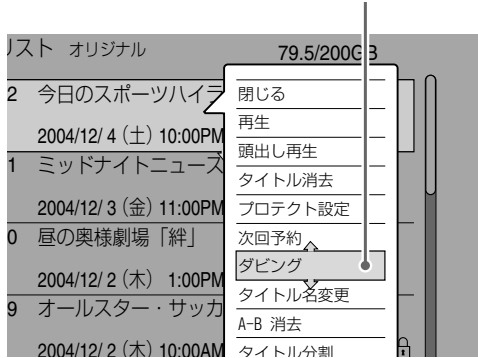 リスト オリジナル 79.5/200GB
2 今日のスポーツハイラ
2004/12/ 4 (土) 10:00PM
1 ミッドナイトニュース
2004/12/ 3 (金) 11:00PM
0 昼の奥様劇場「絆」
2004/12/ 2 (木) 1:00PM
9 オールスター・サッカ
2004/12/ 2 (木) 10:00AM
閉じる
再生
頭出し再生
タイトル消去
プロテクト設定
次回予約
ダビング
タイトル名変更
A-B 消去
タイトル分割